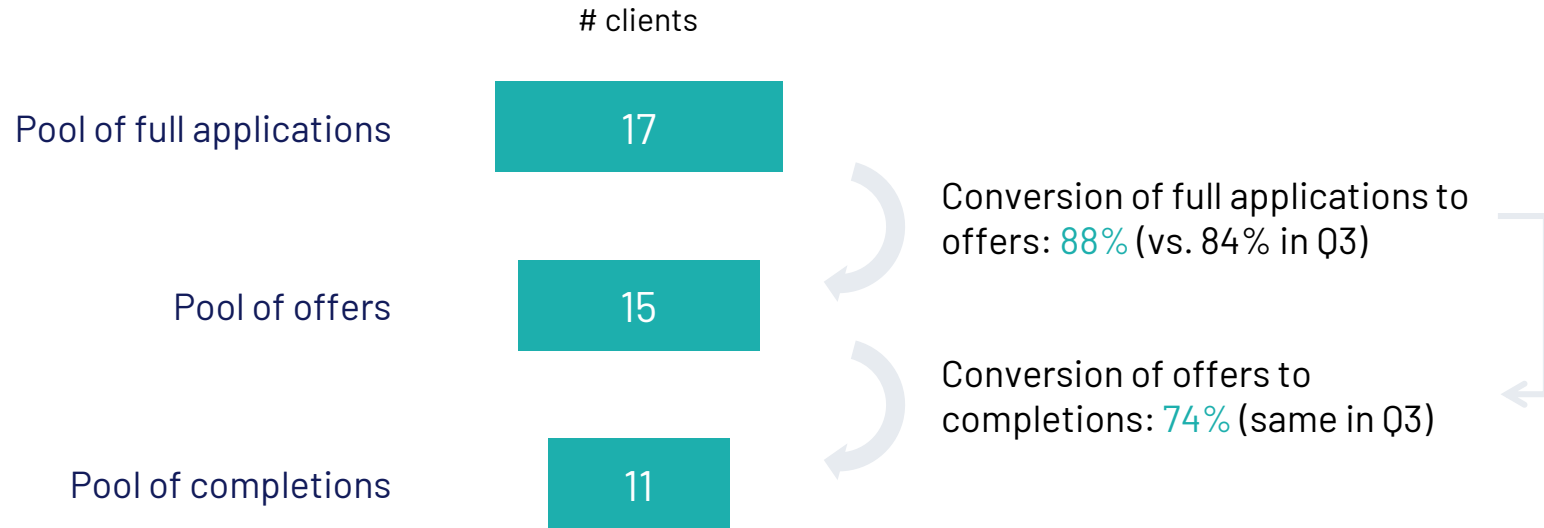 # clients
Pool of full applications
17
Conversion of full applications to
offers: 88% (vs. 84% in Q3)
Pool of offers
15
Conversion of offers to
completions: 74% (same in Q3)
Pool of completions
11